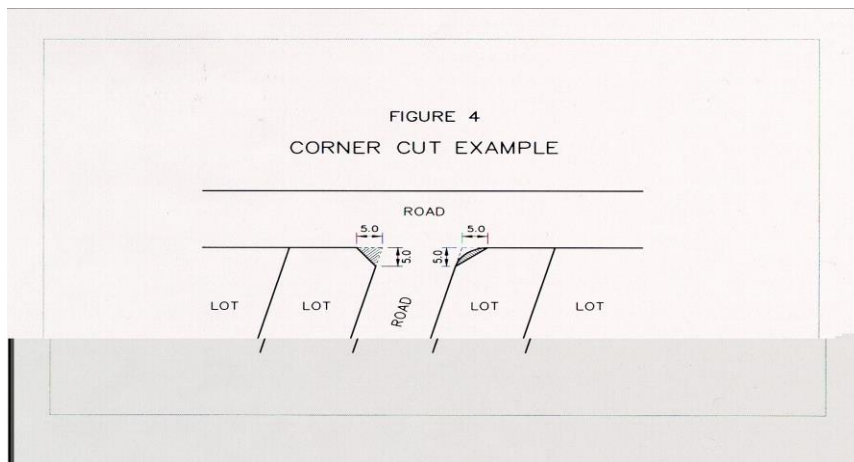 FIGURE 4
CORNER CUT EXAMPLE
ROAD
5.0 5.0
5.0 5.0
LOT LOT ROAD LOT LOT